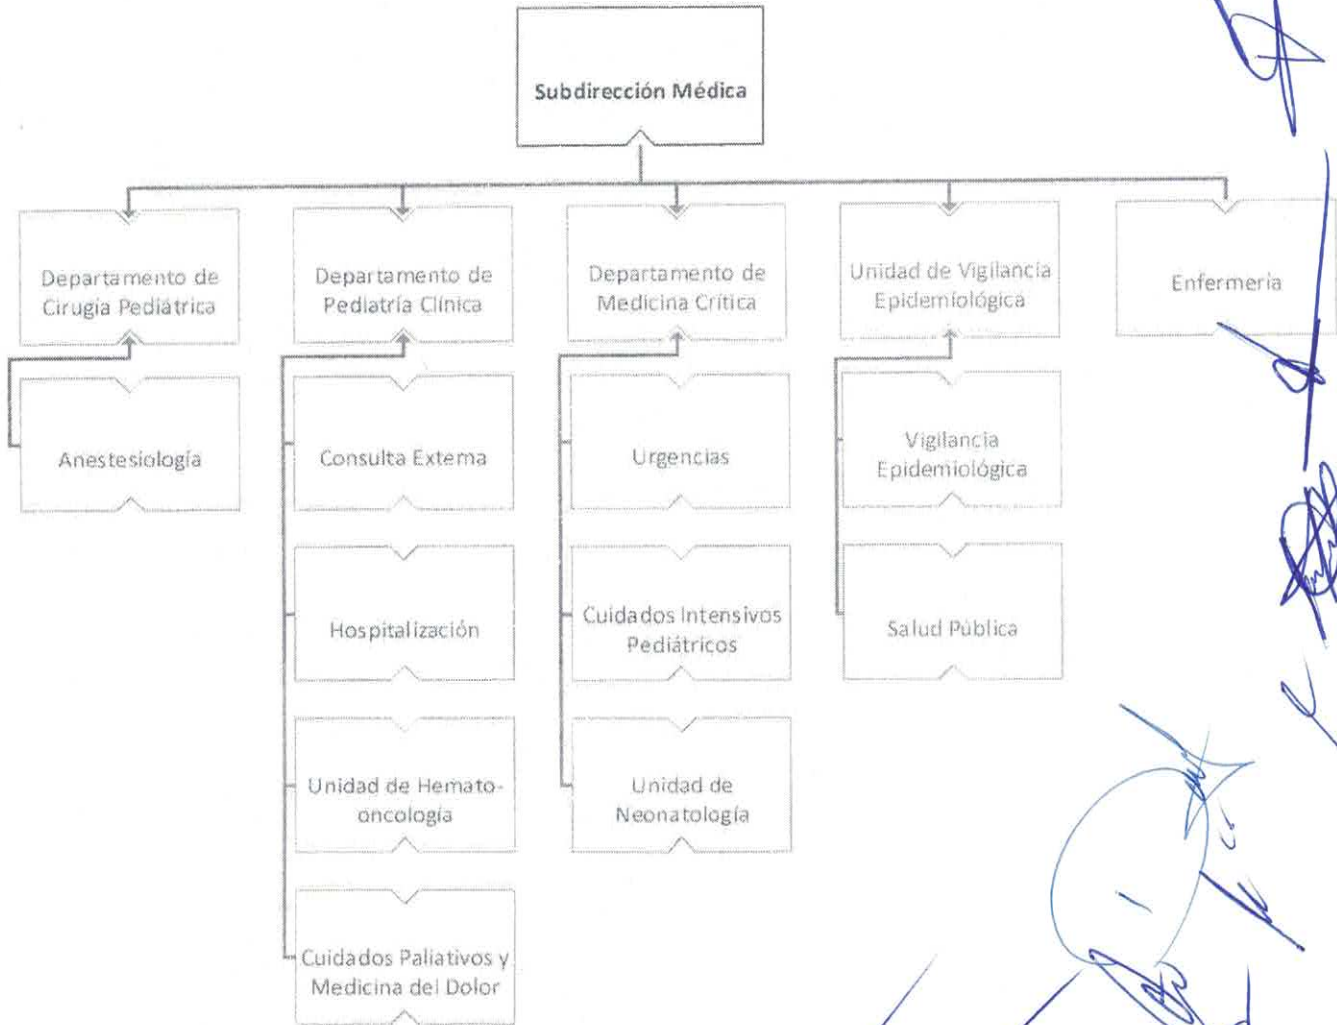 Subdirección Médica
Departamento de
Cirugía Pediátrica
Departamento de
Pediatría Clínica
Departamento de
Medicina Crítica
Unidad de Vigilancia
Epidemiológica
Enfermería
Anestesiología
Consulta Externa
Urgencias
Vigilancia
Epidemiológica
Hospitalización
Cuidados Intensivos
Pediátricos
Salud Pública
Unidad de Hemato-
oncología
Unidad de
Neonatología
Cuidados Paliativos y
Medicina del Dolor